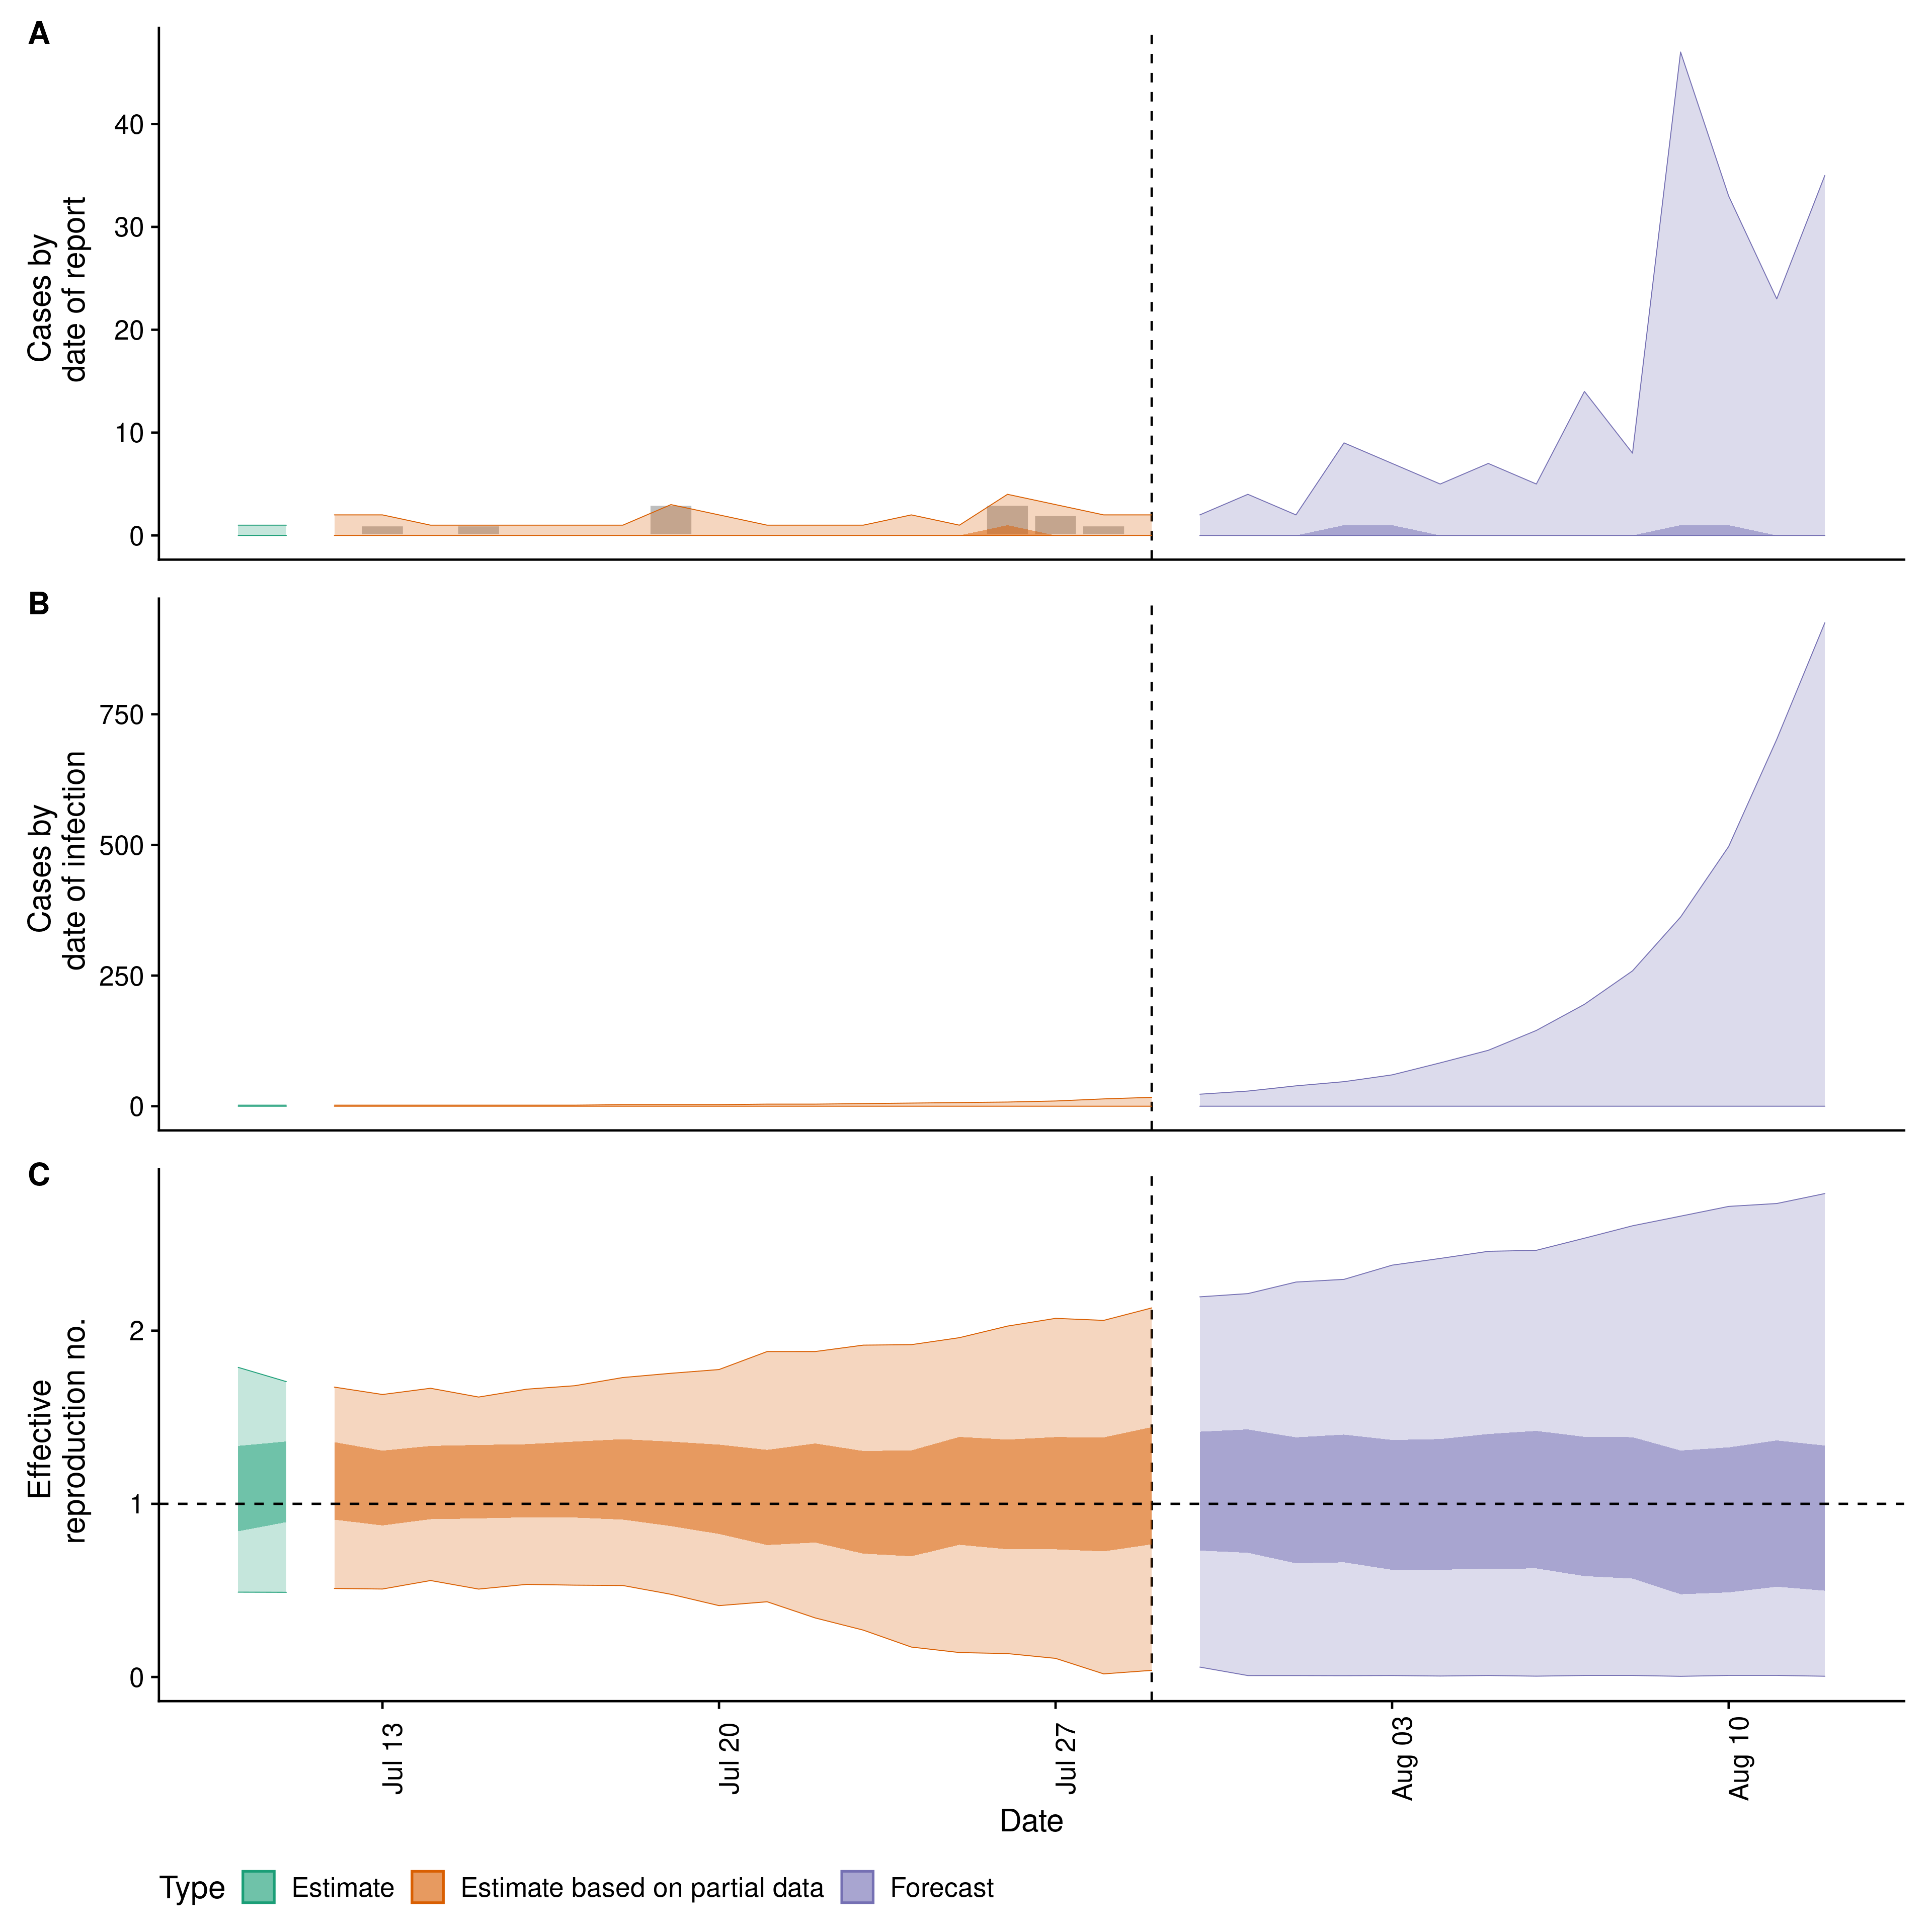 A
Cases by
date of report
40
30
20
10
0
B
Cases by
date of infection
750
500
250
0
C
Effective
reproduction no.
2
1
0
Jul 13
Jul 20
Jul 27
Aug 03
Aug 10
Date
Type
Estimate
Estimate based on partial data
Forecast